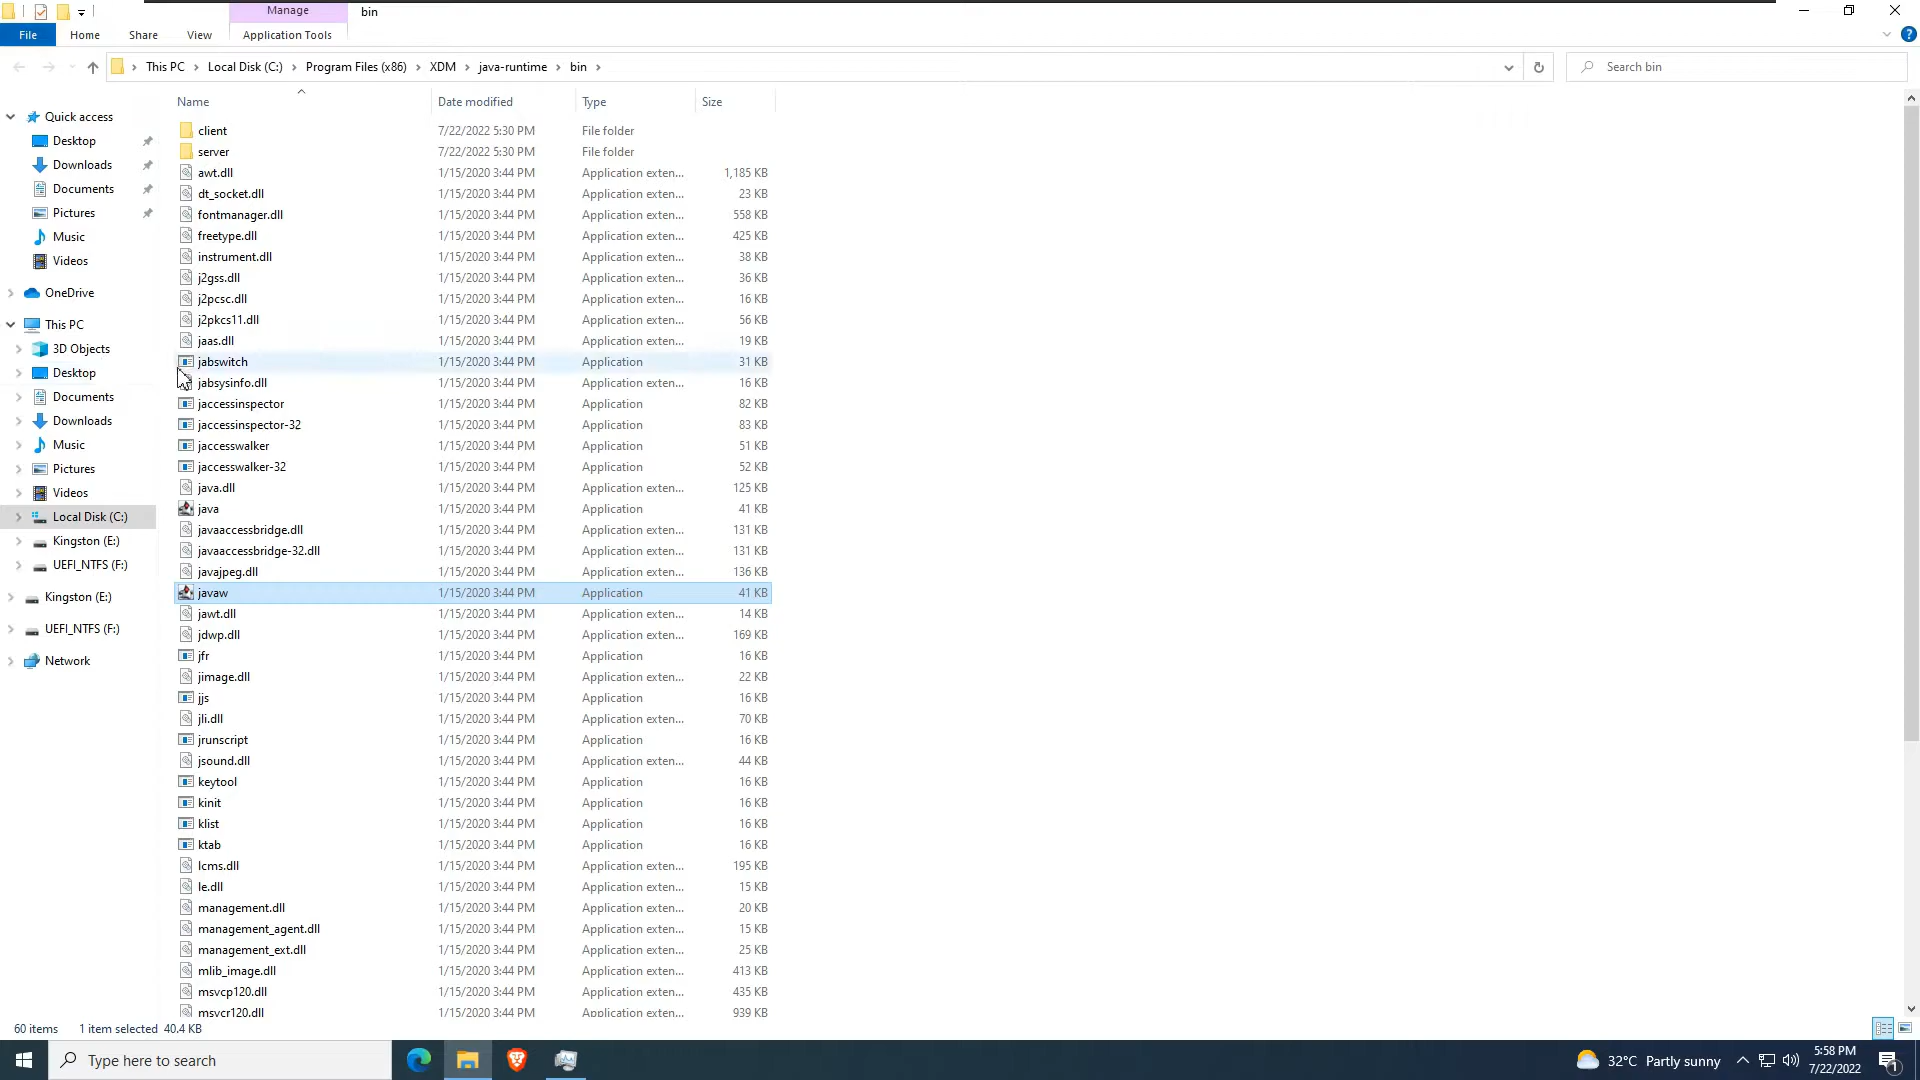 Manage
bin
File
Home
Share
View
Application Tools
This PC
Local Disk (C:)
Program Files (x86)
XDM
java-runtime
bin
Search bin
Name
Date modified
Type
Size
Quick access
Desktop
Downloads
Documents
Pictures
Music
Videos
OneDrive
This PC
3D Objects
Desktop
Documents
Downloads
Music
Pictures
Videos
Local Disk (C:)
Kingston (E:)
UEFI_NTFS (F:)
Kingston (E:)
UEFI_NTFS (F:)
Network
client 7/22/2022 5:30 PM File folder
server 7/22/2022 5:30 PM File folder
awt.dll 1/15/2020 3:44 PM Application exten... 1,185 KB
dt_socket.dll 1/15/2020 3:44 PM Application exten... 23 KB
fontmanager.dll 1/15/2020 3:44 PM Application exten... 558 KB
freetype.dll 1/15/2020 3:44 PM Application exten... 425 KB
instrument.dll 1/15/2020 3:44 PM Application exten... 38 KB
j2gss.dll 1/15/2020 3:44 PM Application exten... 36 KB
j2pcsc.dll 1/15/2020 3:44 PM Application exten... 16 KB
j2pkcs11.dll 1/15/2020 3:44 PM Application exten... 56 KB
jaas.dll 1/15/2020 3:44 PM Application exten... 19 KB
jabswitch 1/15/2020 3:44 PM Application 31 KB
jabsysinfo.dll 1/15/2020 3:44 PM Application exten... 16 KB
jaccessinspector 1/15/2020 3:44 PM Application 82 KB
jaccessinspector-32 1/15/2020 3:44 PM Application 83 KB
jaccesswalker 1/15/2020 3:44 PM Application 51 KB
jaccesswalker-32 1/15/2020 3:44 PM Application 52 KB
java.dll 1/15/2020 3:44 PM Application exten... 125 KB
java 1/15/2020 3:44 PM Application 41 KB
javaaccessbridge.dll 1/15/2020 3:44 PM Application exten... 131 KB
javaaccessbridge-32.dll 1/15/2020 3:44 PM Application exten... 131 KB
javajpeg.dll 1/15/2020 3:44 PM Application exten... 136 KB
javaw 1/15/2020 3:44 PM Application 41 KB
jawt.dll 1/15/2020 3:44 PM Application exten... 14 KB
jdwp.dll 1/15/2020 3:44 PM Application exten... 169 KB
jfr 1/15/2020 3:44 PM Application 16 KB
jimage.dll 1/15/2020 3:44 PM Application exten... 22 KB
jjs 1/15/2020 3:44 PM Application 16 KB
jli.dll 1/15/2020 3:44 PM Application exten... 70 KB
jrunscript 1/15/2020 3:44 PM Application 16 KB
jsound.dll 1/15/2020 3:44 PM Application exten... 44 KB
keytool 1/15/2020 3:44 PM Application 16 KB
kinit 1/15/2020 3:44 PM Application 16 KB
klist 1/15/2020 3:44 PM Application 16 KB
ktab 1/15/2020 3:44 PM Application 16 KB
lcms.dll 1/15/2020 3:44 PM Application exten... 195 KB
le.dll 1/15/2020 3:44 PM Application exten... 15 KB
management.dll 1/15/2020 3:44 PM Application exten... 20 KB
management_agent.dll 1/15/2020 3:44 PM Application exten... 15 KB
management_ext.dll 1/15/2020 3:44 PM Application exten... 25 KB
mlib_image.dll 1/15/2020 3:44 PM Application exten... 413 KB
msvcp120.dll 1/15/2020 3:44 PM Application exten... 435 KB
msvcr120.dll 1/15/2020 3:44 PM Application exten... 939 KB
60 items 1 item selected 40.4 KB
Type here to search
32°C Partly sunny
5:58 PM
7/22/2022
1